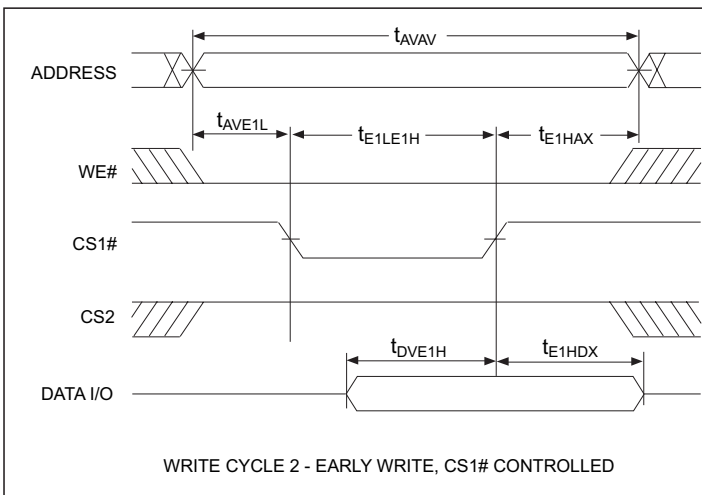 tAVAV
ADDRESS
tAVE1L tE1LE1H tE1HAX
WE#
CS1#
CS2
tDVE1H tE1HDX
DATA I/O
WRITE CYCLE 2 - EARLY WRITE, CS1# CONTROLLED